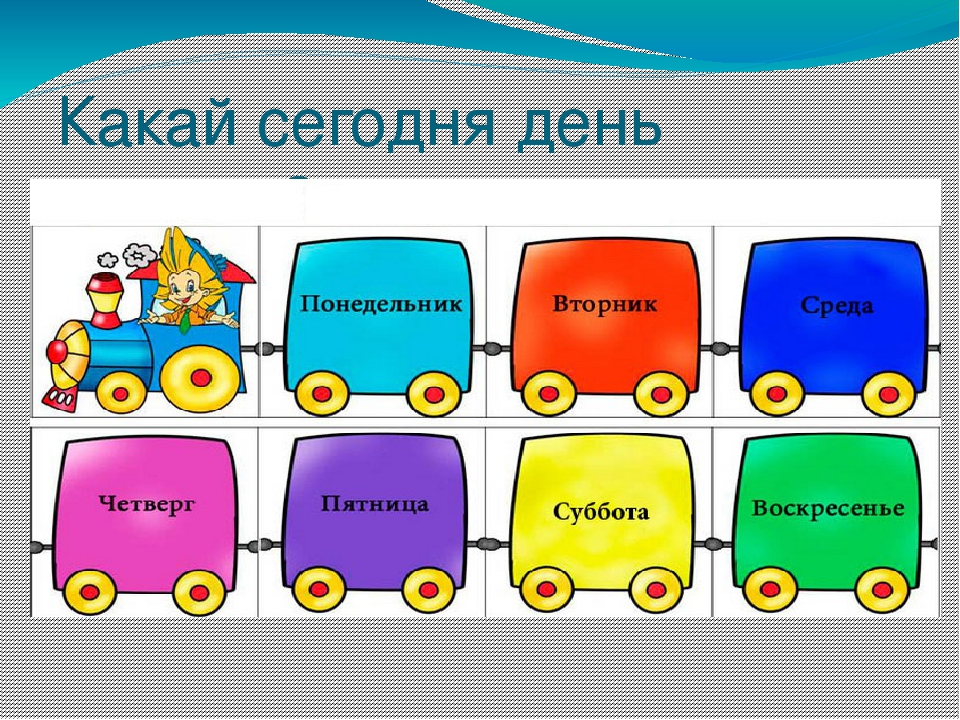 Какай сегодня день
Понедельник
Вторник
Среда
Четверг
Пятница
Суббота
Воскресенье